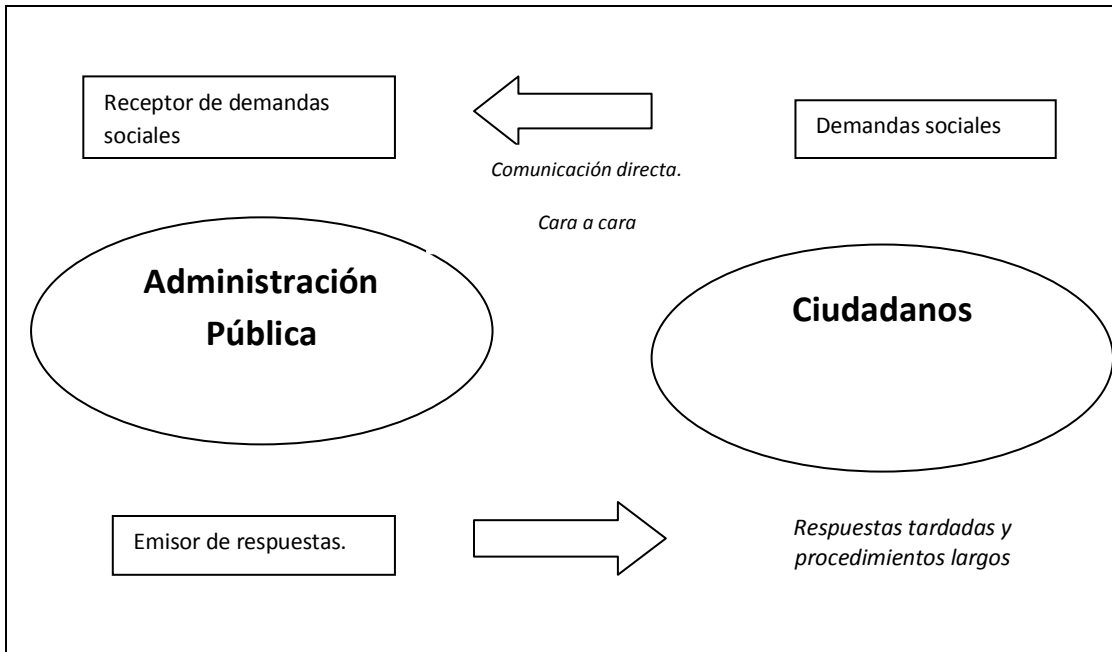 Receptor de demandas
sociales
Demandas sociales
Comunicación directa.
Cara a cara
Administración
Pública
Ciudadanos
Emisor de respuestas.
Respuestas tardadas y
procedimientos largos